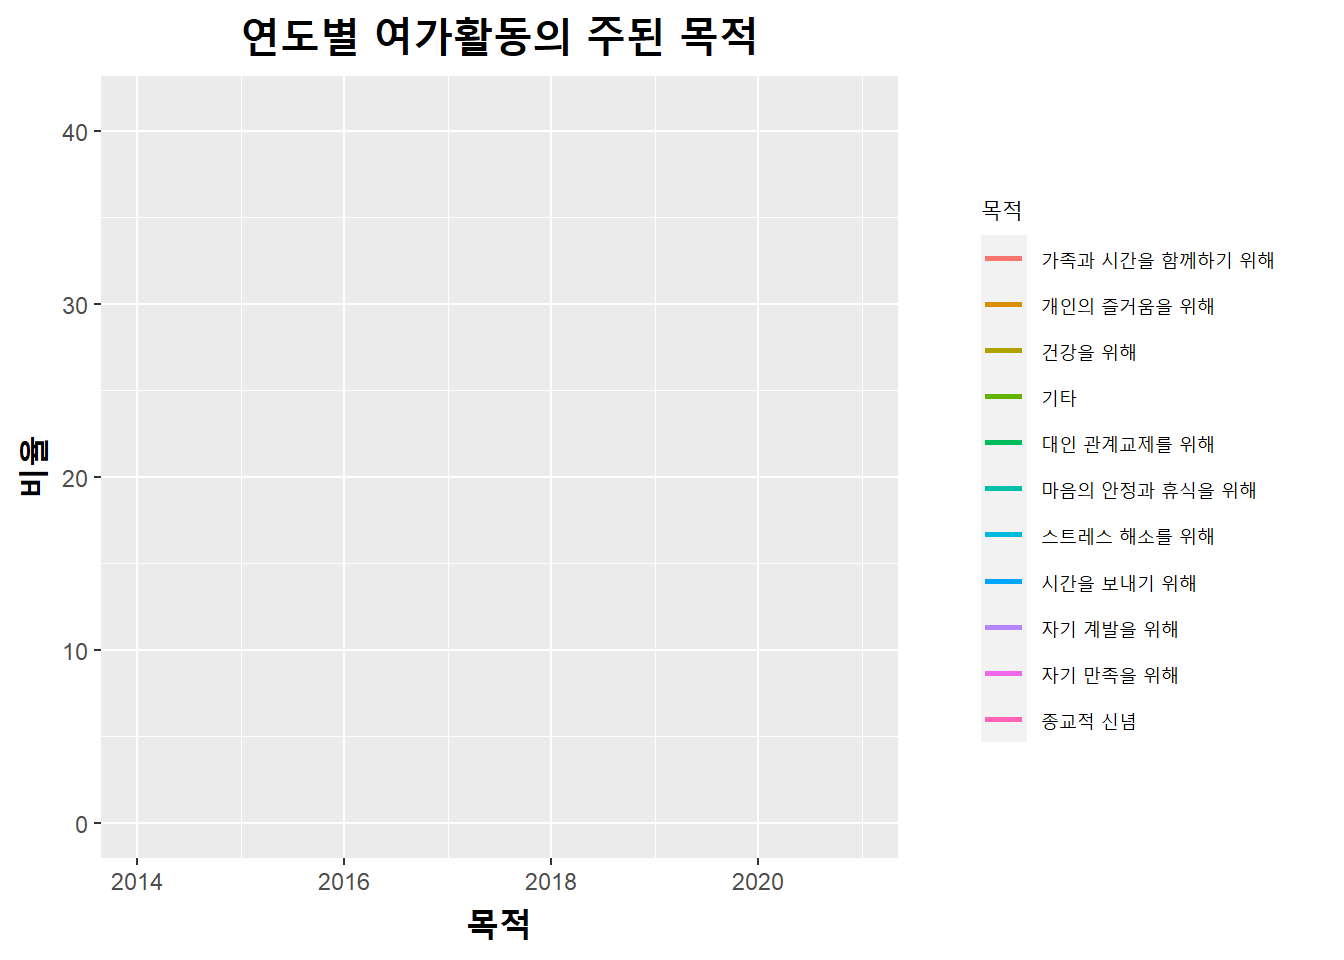 연도별 여가활동의 주된 목적
40
30
20
10
0
비율
2014
2016
2018
2020
목적
목적
가족과 시간을 함께하기 위해
개인의 즐거움을 위해
건강을 위해
기타
대인 관계교제를 위해
마음의 안정과 휴식을 위해
스트레스 해소를 위해
시간을 보내기 위해
자기 계발을 위해
자기 만족을 위해
종교적 신념